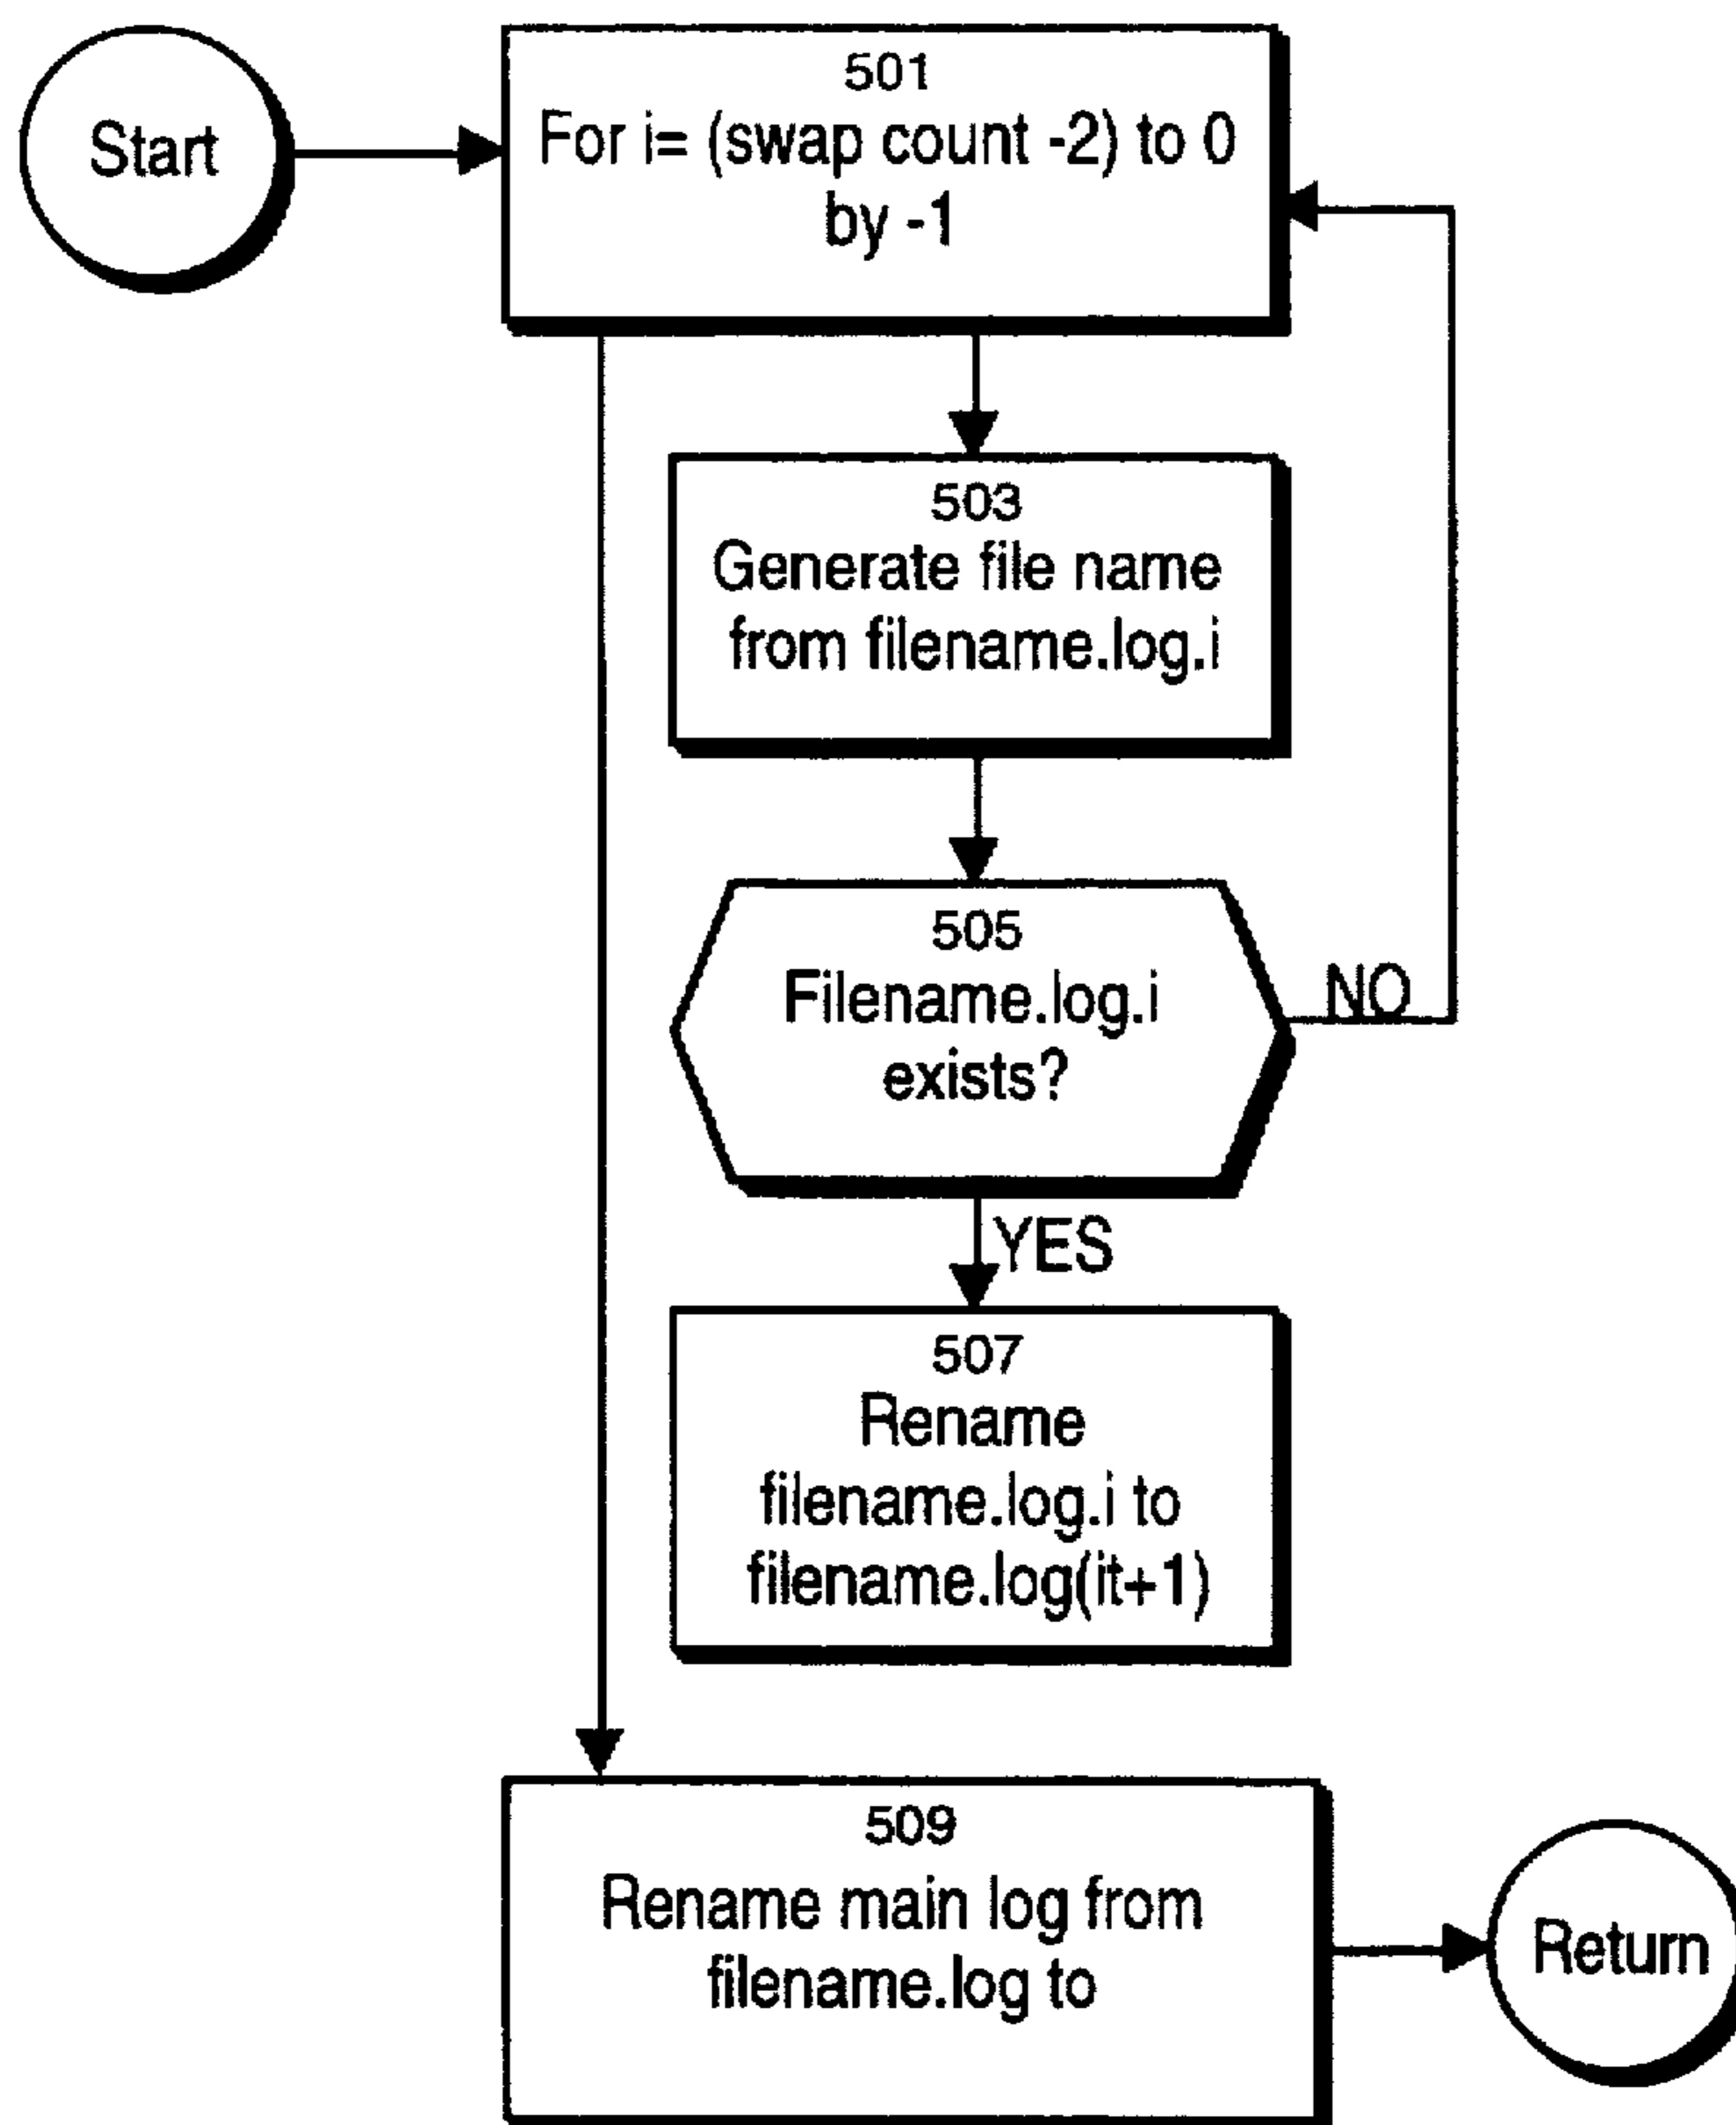 Start
501
For i= (swap count -2) to 0
by -1
503
Generate file name
from filename.log.i
505
Filename.log.i
exists?
NO
YES
507
Rename
filename.log.i to
filename.log(it+1)
509
Rename main log from
filename.log to
Return